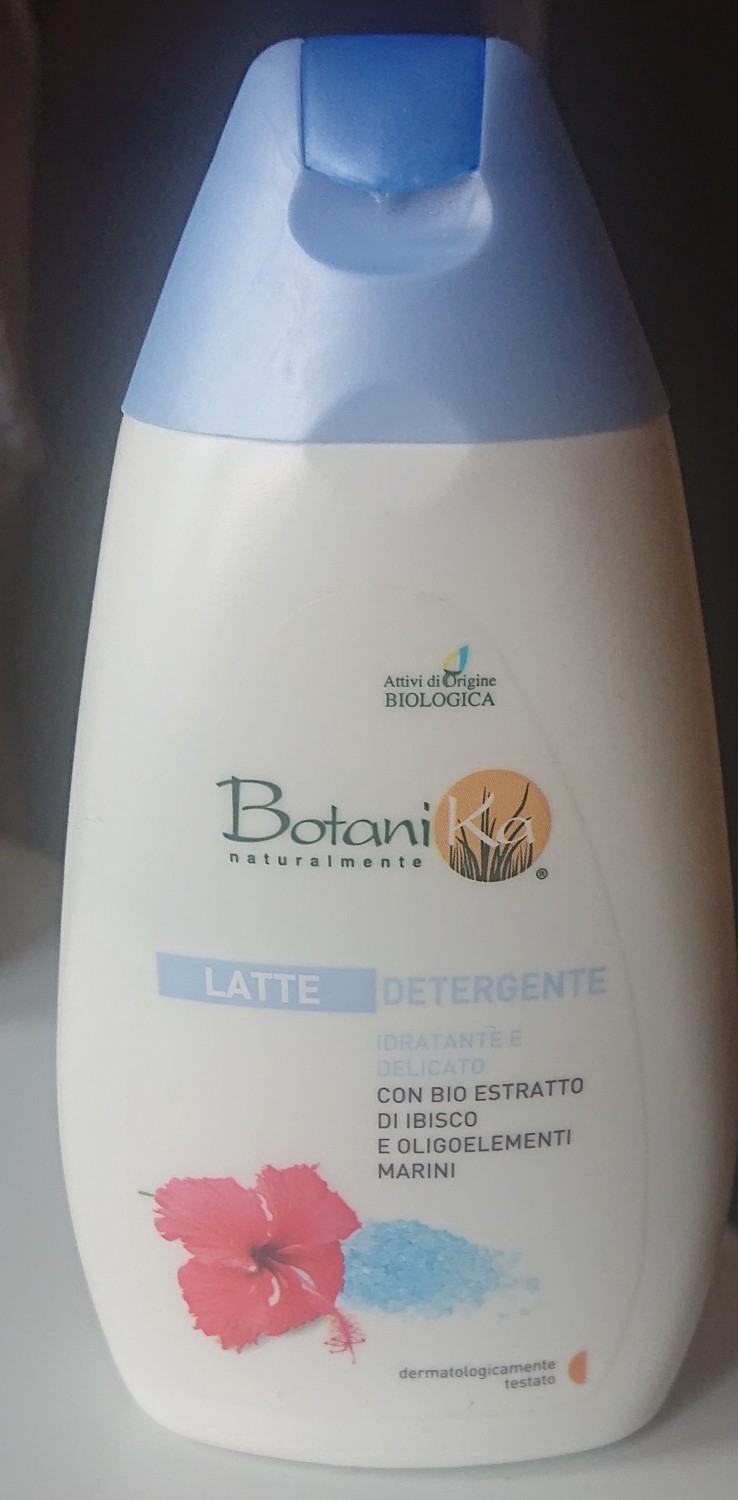 Attivi di Origine
BIOLOGICA
BotaniKa
naturalmente
®
LATTE DETERGENTE
IDRATANTE E
DELICATO
CON BIO ESTRATTO
DI IBISCO
E OLIGOELEMENTI
MARINI
dermatologicamente
testato